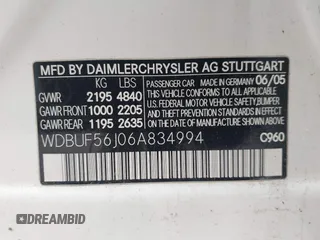 MFD BY DAIMLERCHRYSLER AG STUTTGART
PASSENGER CAR MADE IN GERMANY 06/05
KG LBS
GVWR 2195 4840
GAWR FRONT 1000 2205
GAWR REAR 1195 2635
THIS VEHICLE CONFORMS TO ALL
APPLICABLE U.S. FEDERAL MOTOR
VEHICLE SAFETY, BUMPER, AND
THEFT PREVENTION STANDARDS
IN EFFECT ON THE DATE OF
MANUFACTURE SHOWN ABOVE
WDBUF56J06A834994 C960
DREAMBID